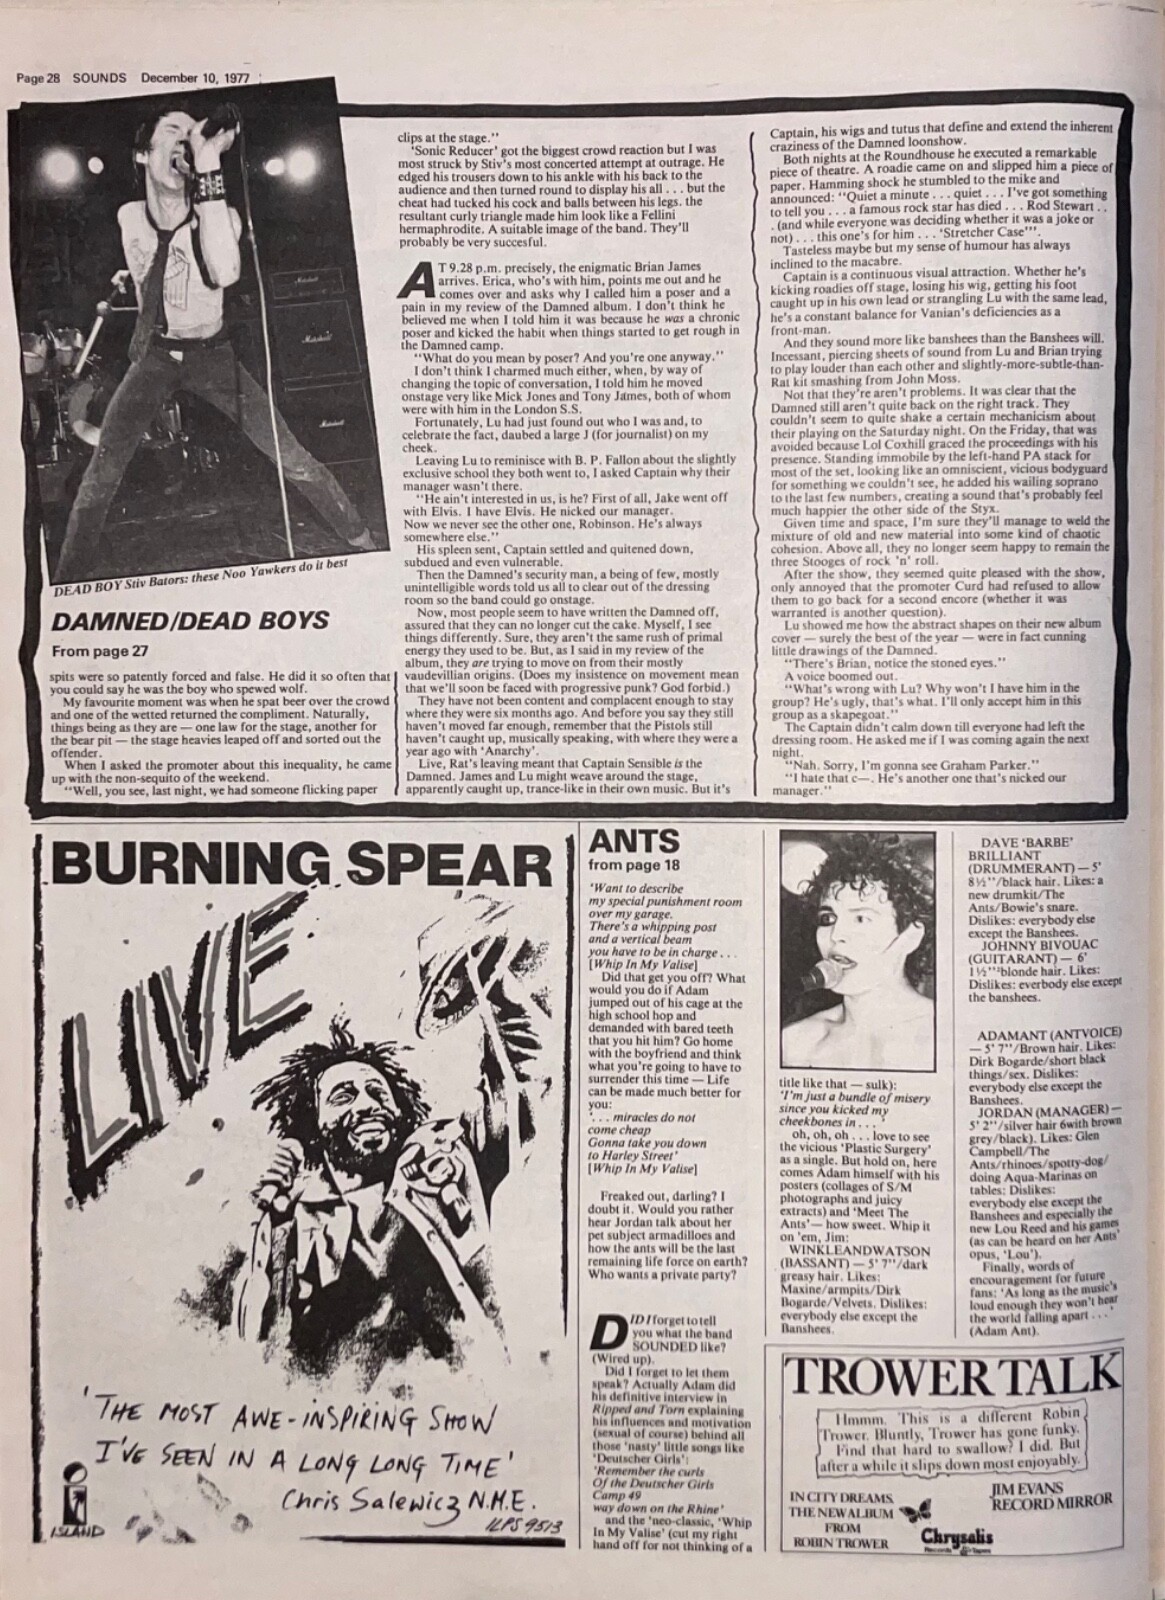 Page 28 SOUNDS December 10, 1977
DEAD BOY Stiv Bators: these Noo Yawkers do it best
DAMNED/DEAD BOYS
From page 27
spits were so patently forced and false. He did it so often that
you could say he was the boy who spewed wolf.
My favourite moment was when he spat beer over the crowd
and one of the wetted returned the compliment. Naturally,
things being as they are — one law for the stage, another for
the bear pit — the stage heavies leaped off and sorted out the
offender.
When I asked the promoter about this inequality, he came
up with the non-sequito of the weekend.
"Well, you see, last night, we had someone flicking paper
clips at the stage."
'Sonic Reducer' got the biggest crowd reaction but I was
most struck by Stiv's most concerted attempt at outrage. He
edged his trousers down to his ankle with his back to the
audience and then turned round to display his all . . . but the
cheat had tucked his cock and balls between his legs. the
resultant curly triangle made him look like a Fellini
hermaphrodite. A suitable image of the band. They'll
probably be very succesful.
AT 9.28 p.m. precisely, the enigmatic Brian James
arrives. Erica, who's with him, points me out and he
comes over and asks why I called him a poser and a
pain in my review of the Damned album. I don't think he
believed me when I told him it was because he was a chronic
poser and kicked the habit when things started to get rough in
the Damned camp.
"What do you mean by poser? And you're one anyway."
I don't think I charmed much either, when, by way of
changing the topic of conversation, I told him he moved
onstage very like Mick Jones and Tony James, both of whom
were with him in the London S.S.
Fortunately, Lu had just found out who I was and, to
celebrate the fact, daubed a large J (for journalist) on my
cheek.
Leaving Lu to reminisce with B. P. Fallon about the slightly
exclusive school they both went to, I asked Captain why their
manager wasn't there.
"He ain't interested in us, is he? First of all, Jake went off
with Elvis. I have Elvis. He nicked our manager.
Now we never see the other one, Robinson. He's always
somewhere else."
His spleen sent, Captain settled and quitened down,
subdued and even vulnerable.
Then the Damned's security man, a being of few, mostly
unintelligible words told us all to clear out of the dressing
room so the band could go onstage.
Now, most people seem to have written the Damned off,
assured that they can no longer cut the cake. Myself, I see
things differently. Sure, they aren't the same rush of primal
energy they used to be. But, as I said in my review of the
album, they are trying to move on from their mostly
vaudevillian origins. (Does my insistence on movement mean
that we'll soon be faced with progressive punk? God forbid.)
They have not been content and complacent enough to stay
where they were six months ago. And before you say they still
haven't moved far enough, remember that the Pistols still
haven't caught up, musically speaking, with where they were a
year ago with 'Anarchy'.
Live, Rat's leaving meant that Captain Sensible is the
Damned. James and Lu might weave around the stage,
apparently caught up, trance-like in their own music. But it's
Captain, his wigs and tutus that define and extend the inherent
craziness of the Damned loonshow.
Both nights at the Roundhouse he executed a remarkable
piece of theatre. A roadie came on and slipped him a piece of
paper. Hamming shock he stumbled to the mike and
announced: "Quiet a minute . . . quiet . . . I've got something
to tell you . . . a famous rock star has died . . . Rod Stewart . .
. (and while everyone was deciding whether it was a joke or
not) . . . this one's for him . . . 'Stretcher Case'".
Tasteless maybe but my sense of humour has always
inclined to the macabre.
Captain is a continuous visual attraction. Whether he's
kicking roadies off stage, losing his wig, getting his foot
caught up in his own lead or strangling Lu with the same lead,
he's a constant balance for Vanian's deficiencies as a
front-man.
And they sound more like banshees than the Banshees will.
Incessant, piercing sheets of sound from Lu and Brian trying
to play louder than each other and slightly-more-subtle-than-
Rat kit smashing from John Moss.
Not that they're aren't problems. It was clear that the
Damned still aren't quite back on the right track. They
couldn't seem to quite shake a certain mechanicism about
their playing on the Saturday night. On the Friday, that was
avoided because Lol Coxhill graced the proceedings with his
presence. Standing immobile by the left-hand PA stack for
most of the set, looking like an omniscient, vicious bodyguard
for something we couldn't see, he added his wailing soprano
to the last few numbers, creating a sound that's probably feel
much happier the other side of the Styx.
Given time and space, I'm sure they'll manage to weld the
mixture of old and new material into some kind of chaotic
cohesion. Above all, they no longer seem happy to remain the
three Stooges of rock 'n' roll.
After the show, they seemed quite pleased with the show,
only annoyed that the promoter Curd had refused to allow
them to go back for a second encore (whether it was
warranted is another question).
Lu showed me how the abstract shapes on their new album
cover — surely the best of the year — were in fact cunning
little drawings of the Damned.
"There's Brian, notice the stoned eyes."
A voice boomed out.
"What's wrong with Lu? Why won't I have him in the
group? He's ugly, that's what. I'll only accept him in this
group as a skapegoat."
The Captain didn't calm down till everyone had left the
dressing room. He asked me if I was coming again the next
night.
"Nah. Sorry, I'm gonna see Graham Parker."
"I hate that c—. He's another one that's nicked our
manager."
BURNING SPEAR
LIVE
'THE MOST AWE-INSPIRING SHOW
I'VE SEEN IN A LONG LONG TIME'
Chris Salewicz N.M.E.
ISLAND
ILPS 9513
ANTS
from page 18
'Want to describe
my special punishment room
over my garage.
There's a whipping post
and a vertical beam
you have to be in charge . . .
[Whip In My Valise]
Did that get you off? What
would you do if Adam
jumped out of his cage at the
high school hop and
demanded with bared teeth
that you hit him? Go home
with the boyfriend and think
what you're going to have to
surrender this time — Life
can be made much better for
you:
'. . . miracles do not
come cheap
Gonna take you down
to Harley Street'
[Whip In My Valise]
Freaked out, darling? I
doubt it. Would you rather
hear Jordan talk about her
pet subject armadilloes and
how the ants will be the last
remaining life force on earth?
Who wants a private party?
DID I forget to tell
you what the band
SOUNDED like?
(Wired up).
Did I forget to let them
speak? Actually Adam did
his definitive interview in
Ripped and Torn explaining
his influences and motivation
(sexual of course) behind all
those 'nasty' little songs like
'Deutscher Girls':
'Remember the curls
Of the Deutscher Girls
Camp 49
way down on the Rhine'
and the 'neo-classic, 'Whip
In My Valise' (cut my right
hand off for not thinking of a
title like that — sulk):
'I'm just a bundle of misery
since you kicked my
cheekbones in . . . '
oh, oh, oh . . . love to see
the vicious 'Plastic Surgery'
as a single. But hold on, here
comes Adam himself with his
posters (collages of S/M
photographs and juicy
extracts) and 'Meet The
Ants'— how sweet. Whip it
on 'em, Jim:
WINKLEANDWATSON
(BASSANT) — 5' 7"/dark
greasy hair. Likes:
Maxine/armpits/Dirk
Bogarde/Velvets. Dislikes:
everybody else except the
Banshees.
DAVE 'BARBE'
BRILLIANT
(DRUMMERANT) — 5'
8½"/black hair. Likes: a
new drumkit/The
Ants/Bowie's snare.
Dislikes: everybody else
except the Banshees.
JOHNNY BIVOUAC
(GUITARANT) — 6'
1½"'blonde hair. Likes:
Dislikes: everbody else except
the banshees.
ADAMANT (ANTVOICE)
— 5' 7"/Brown hair. Likes:
Dirk Bogarde/short black
things/sex. Dislikes:
everybody else except the
Banshees.
JORDAN (MANAGER) —
5' 2"/silver hair 6with brown
grey/black). Likes: Glen
Campbell/The
Ants/rhinoes/spotty-dog/
doing Aqua-Marinas on
tables: Dislikes:
everybody else except the
Banshees and especially the
new Lou Reed and his games
(as can be heard on her Ants'
opus, 'Lou').
Finally, words of
encouragement for future
fans: 'As long as the music's
loud enough they won't hear
the world falling apart . . .'
(Adam Ant).
TROWER TALK
Hmmm. This is a different Robin
Trower. Bluntly, Trower has gone funky.
Find that hard to swallow? I did. But
after a while it slips down most enjoyably.
JIM EVANS
RECORD MIRROR
IN CITY DREAMS.
THE NEW ALBUM
FROM
ROBIN TROWER
Chrysalis
Records & Tapes